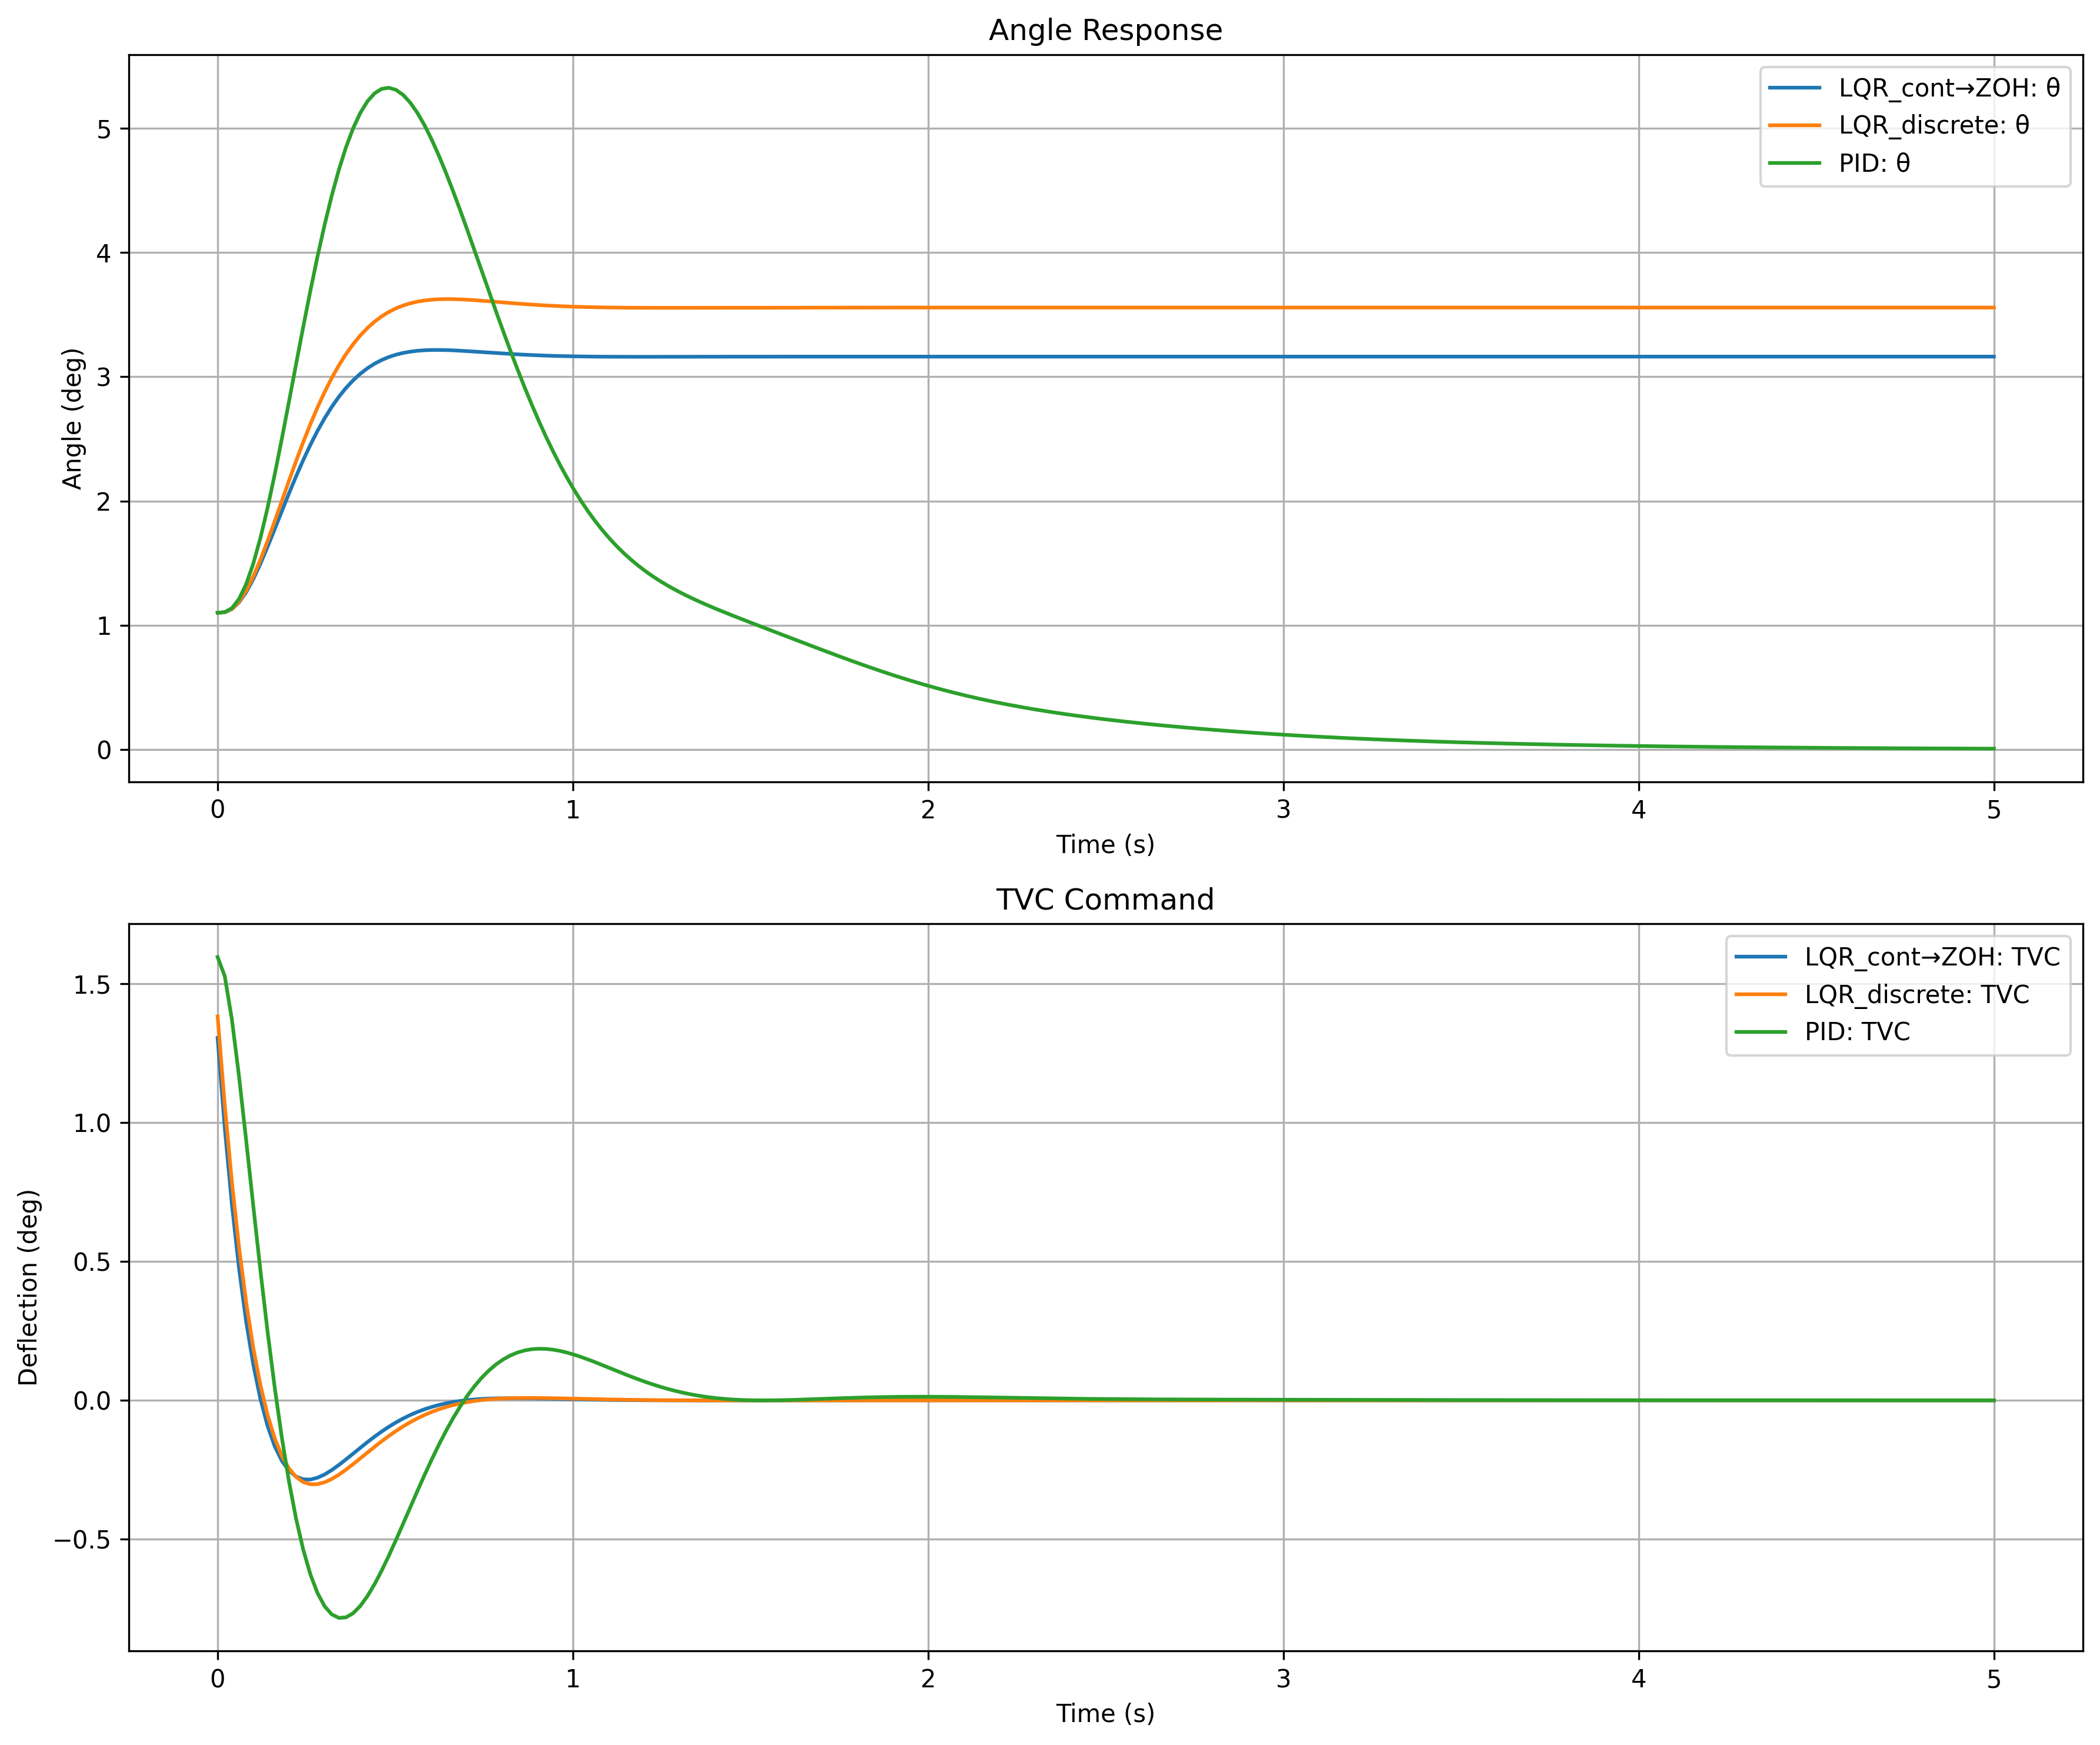 Angle Response
LQR_cont→ZOH: θ
LQR_discrete: θ
PID: θ
Angle (deg)
5
4
3
2
1
0
0 1 2 3 4 5
Time (s)
TVC Command
LQR_cont→ZOH: TVC
LQR_discrete: TVC
PID: TVC
Deflection (deg)
1.5
1.0
0.5
0.0
−0.5
0 1 2 3 4 5
Time (s)